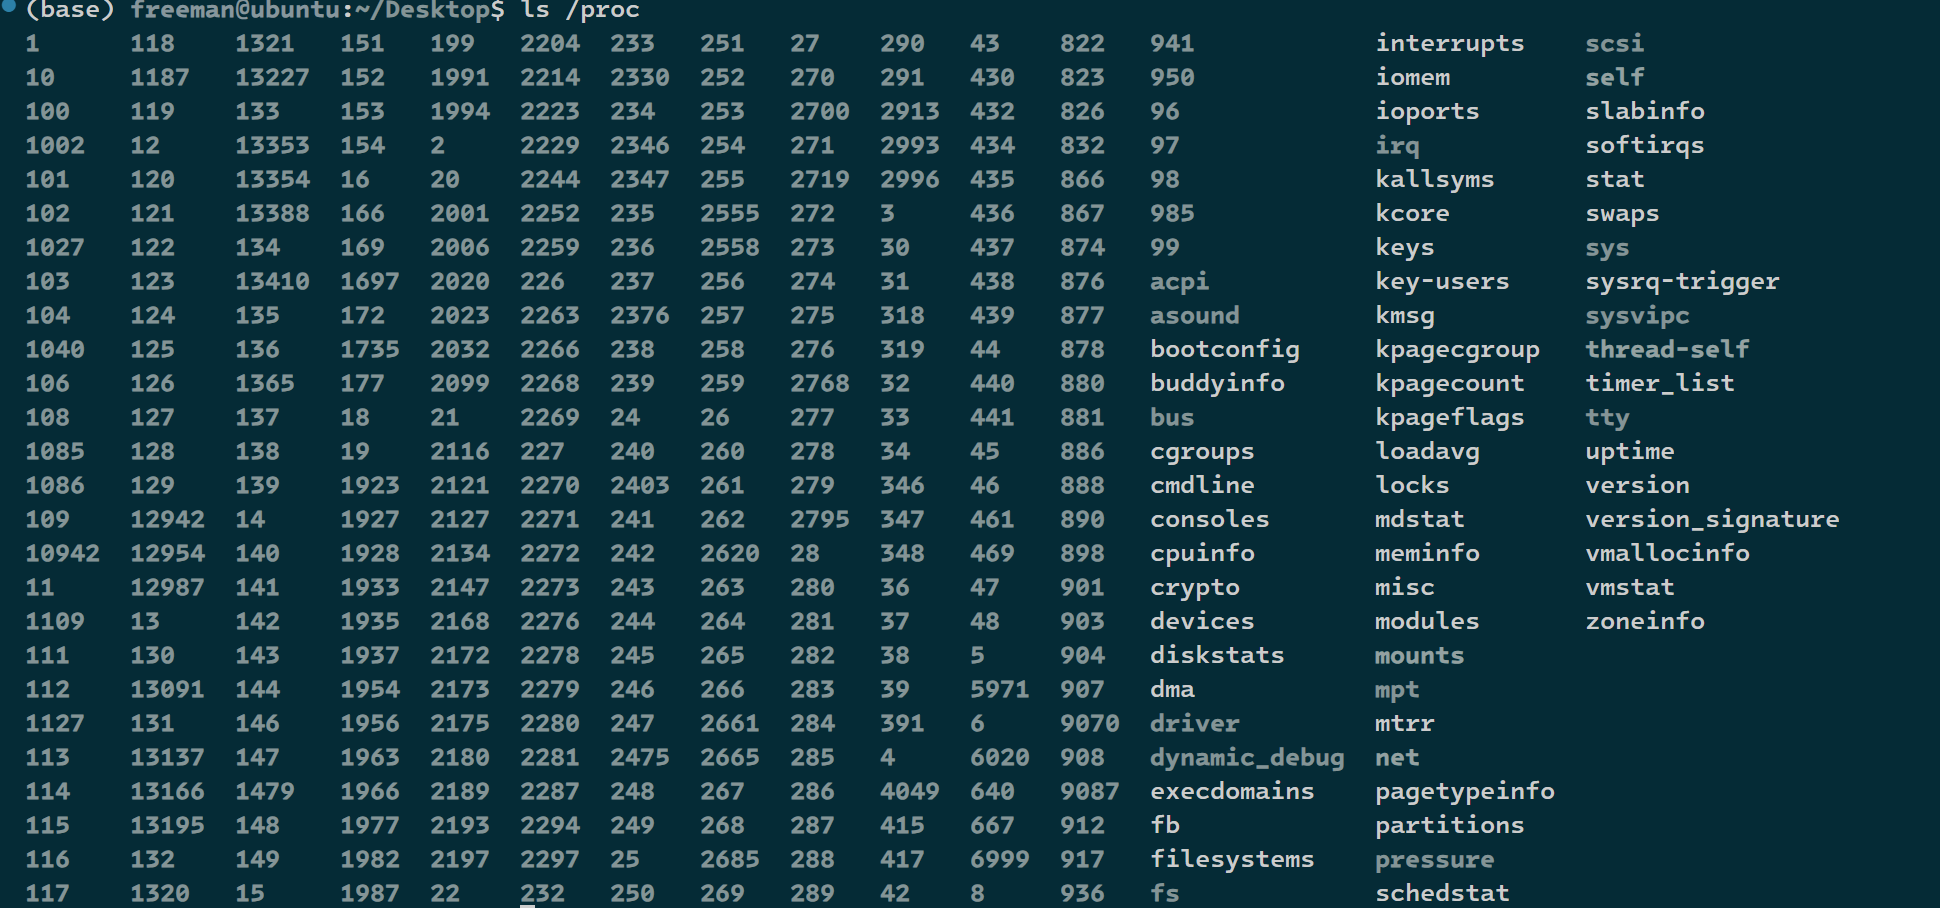 (base) freeman@ubuntu:~/Desktop$ ls /proc
1 118 1321 151 199 2204 233 251 27 290 43 822 941 interrupts scsi
10 1187 13227 152 1991 2214 2330 252 270 291 430 823 950 iomem self
100 119 133 153 1994 2223 234 253 2700 2913 432 826 96 ioports slabinfo
1002 12 13353 154 2 2229 2346 254 271 2993 434 832 97 irq softirqs
101 120 13354 16 20 2244 2347 255 2719 2996 435 866 98 kallsyms stat
102 121 13388 166 2001 2252 235 2555 272 3 436 867 985 kcore swaps
1027 122 134 169 2006 2259 236 2558 273 30 437 874 99 keys sys
103 123 13410 1697 2020 226 237 256 274 31 438 876 acpi key-users sysrq-trigger
104 124 135 172 2023 2263 2376 257 275 318 439 877 asound kmsg sysvipc
1040 125 136 1735 2032 2266 238 258 276 319 44 878 bootconfig kpagecgroup thread-self
106 126 1365 177 2099 2268 239 259 2768 32 440 880 buddyinfo kpagecount timer_list
108 127 137 18 21 2269 24 26 277 33 441 881 bus kpageflags tty
1085 128 138 19 2116 227 240 260 278 34 45 886 cgroups loadavg uptime
1086 129 139 1923 2121 2270 2403 261 279 346 46 888 cmdline locks version
109 12942 14 1927 2127 2271 241 262 2795 347 461 890 consoles mdstat version_signature
10942 12954 140 1928 2134 2272 242 2620 28 348 469 898 cpuinfo meminfo vmallocinfo
11 12987 141 1933 2147 2273 243 263 280 36 47 901 crypto misc vmstat
1109 13 142 1935 2168 2276 244 264 281 37 48 903 devices modules zoneinfo
111 130 143 1937 2172 2278 245 265 282 38 5 904 diskstats mounts
112 13091 144 1954 2173 2279 246 266 283 39 5971 907 dma mpt
1127 131 146 1956 2175 2280 247 2661 284 391 6 9070 driver mtrr
113 13137 147 1963 2180 2281 2475 2665 285 4 6020 908 dynamic_debug net
114 13166 1479 1966 2189 2287 248 267 286 4049 640 9087 execdomains pagetypeinfo
115 13195 148 1977 2193 2294 249 268 287 415 667 912 fb partitions
116 132 149 1982 2197 2297 25 2685 288 417 6999 917 filesystems pressure
117 1320 15 1987 22 232 250 269 289 42 8 936 fs schedstat